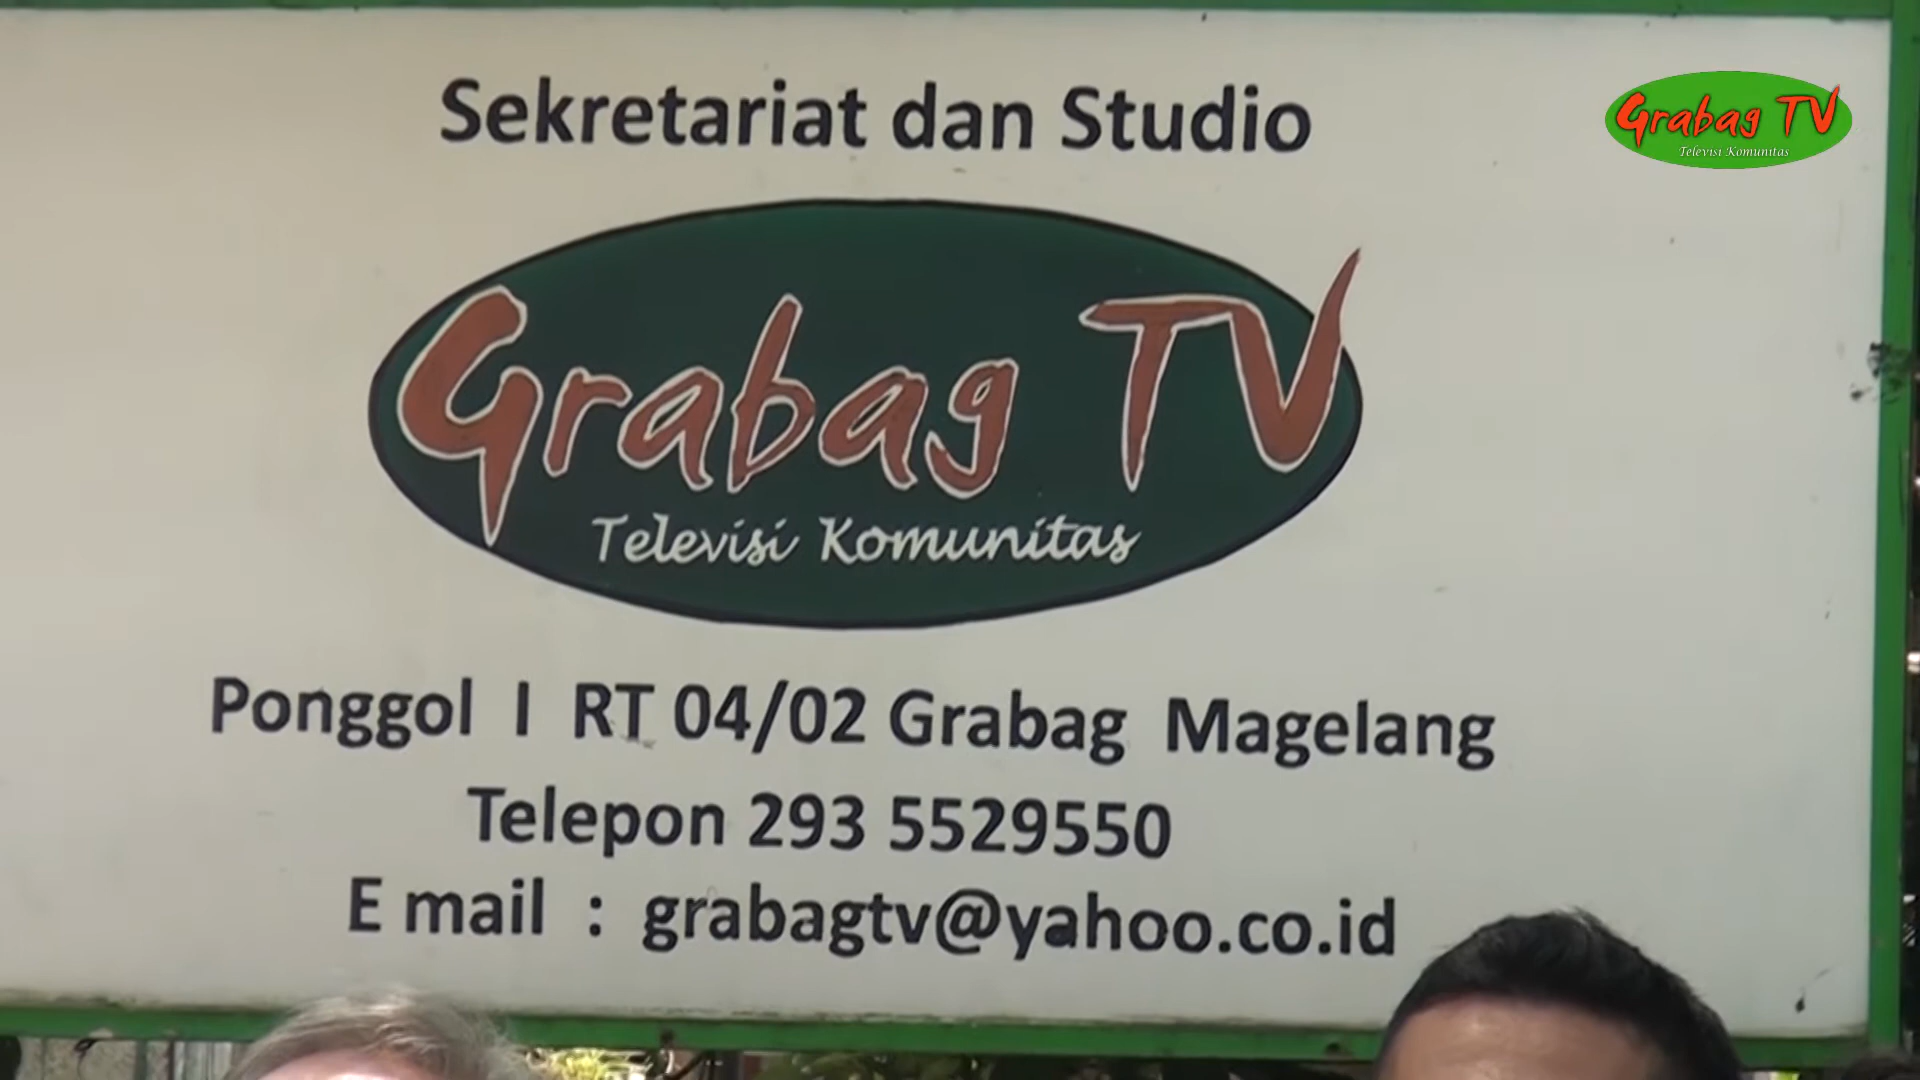 Sekretariat dan Studio
Grabag TV
Televisi Komunitas
Grabag TV
Televisi Komunitas
Ponggol I RT 04/02 Grabag Magelang
Telepon 293 5529550
E mail : grabagtv@yahoo.co.id